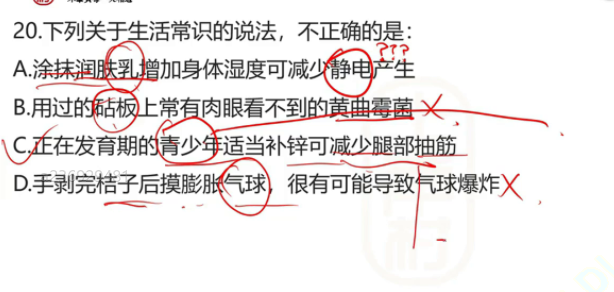 20.下列关于生活常识的说法，不正确的是：
???
A.涂抹润肤乳增加身体湿度可减少静电产生
B.用过的砧板上常有肉眼看不到的黄曲霉菌 X
C.正在发育期的青少年适当补锌可减少腿部抽筋
D.手剥完桔子后摸膨胀气球，很有可能导致气球爆炸 X